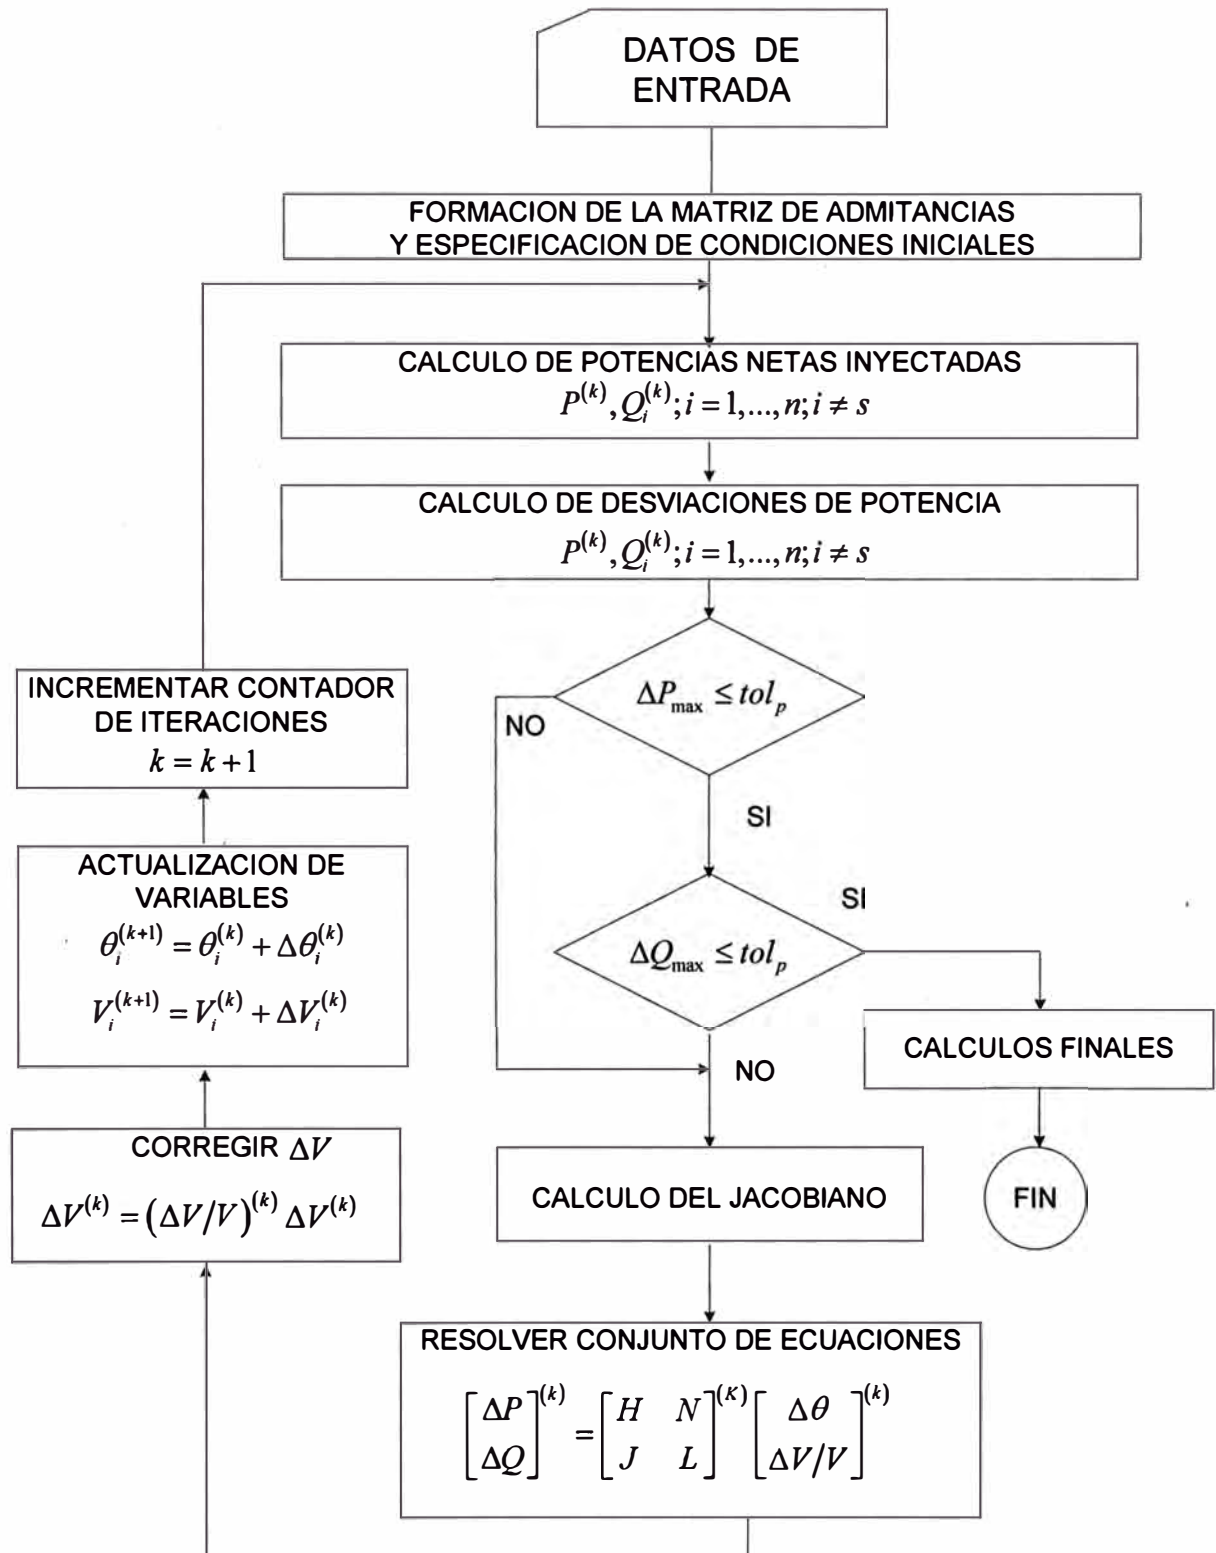 DATOS DE
ENTRADA
FORMACION DE LA MATRIZ DE ADMITANCIAS
Y ESPECIFICACION DE CONDICIONES INICIALES
CALCULO DE POTENCIAS NETAS INYECTADAS
P^(k), Q_i^(k); i = 1,..., n; i ≠ s
CALCULO DE DESVIACIONES DE POTENCIA
P^(k), Q_i^(k); i = 1,..., n; i ≠ s
ΔP_max ≤ tol_p
NO
SI
ΔQ_max ≤ tol_p
SI
NO
CALCULOS FINALES
FIN
CALCULO DEL JACOBIANO
RESOLVER CONJUNTO DE ECUACIONES
[ΔP ΔQ]^(k) = [H N J L]^(K) [Δθ ΔV/V]^(k)
CORREGIR ΔV
ΔV^(k) = (ΔV/V)^(k) ΔV^(k)
ACTUALIZACION DE
VARIABLES
θ_i^(k+1) = θ_i^(k) + Δθ_i^(k)
V_i^(k+1) = V_i^(k) + ΔV_i^(k)
INCREMENTAR CONTADOR
DE ITERACIONES
k = k + 1